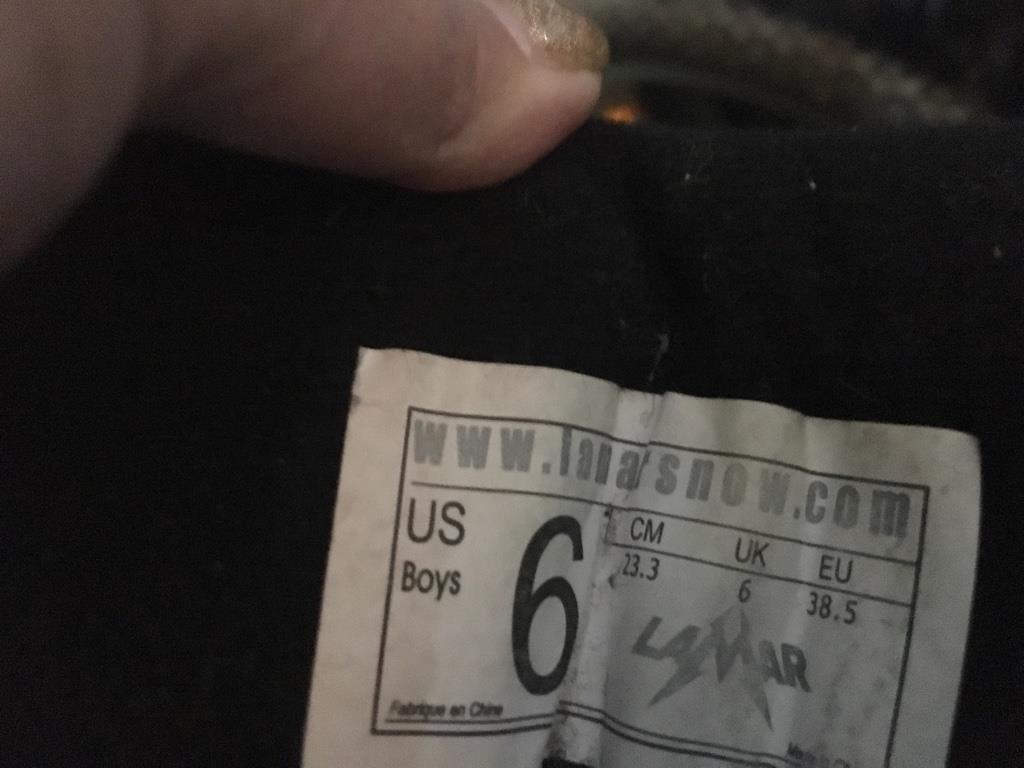 www.lamarsnow.com
US Boys 6
CM UK EU
23.3 6 38.5
LAMAR
Fabrique en Chine